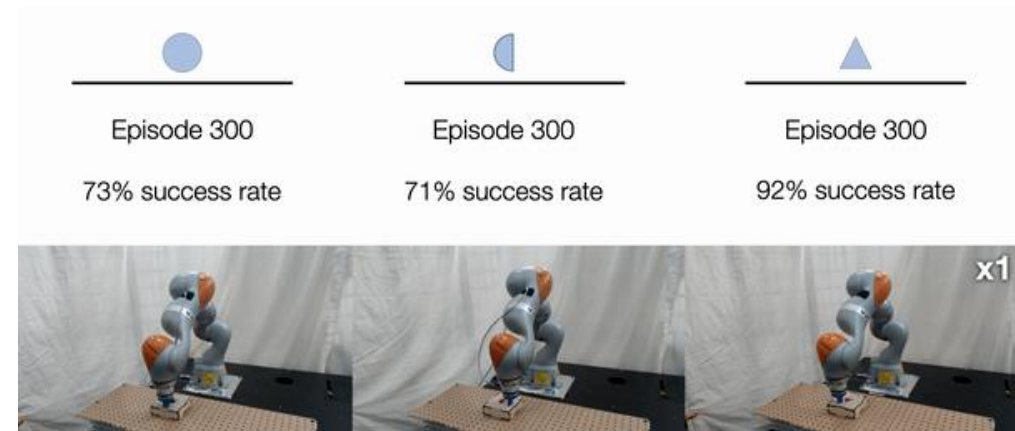 Episode 300
73% success rate
Episode 300
71% success rate
Episode 300
92% success rate
x1